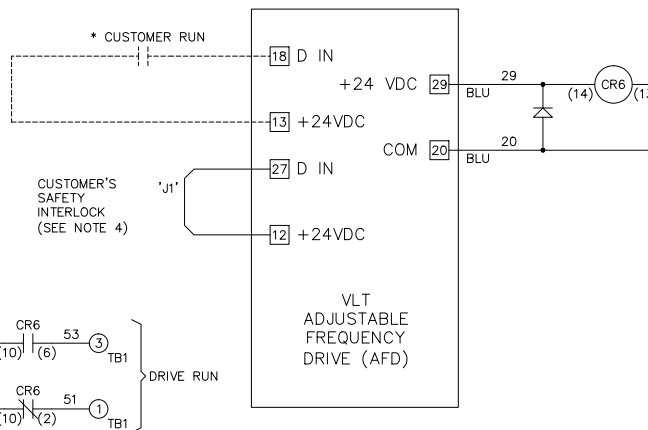 * CUSTOMER RUN
18 D IN
+24 VDC 29
29
BLU
(14) CR6 (13
13 +24VDC
COM 20
20
BLU
27 D IN
CUSTOMER'S
SAFETY
INTERLOCK
(SEE NOTE 4)
'J1'
12 +24VDC
VLT
ADJUSTABLE
FREQUENCY
DRIVE (AFD)
CR6
(10) (6)
53
3
TB1
DRIVE RUN
CR6
(10) (2)
51
1
TB1